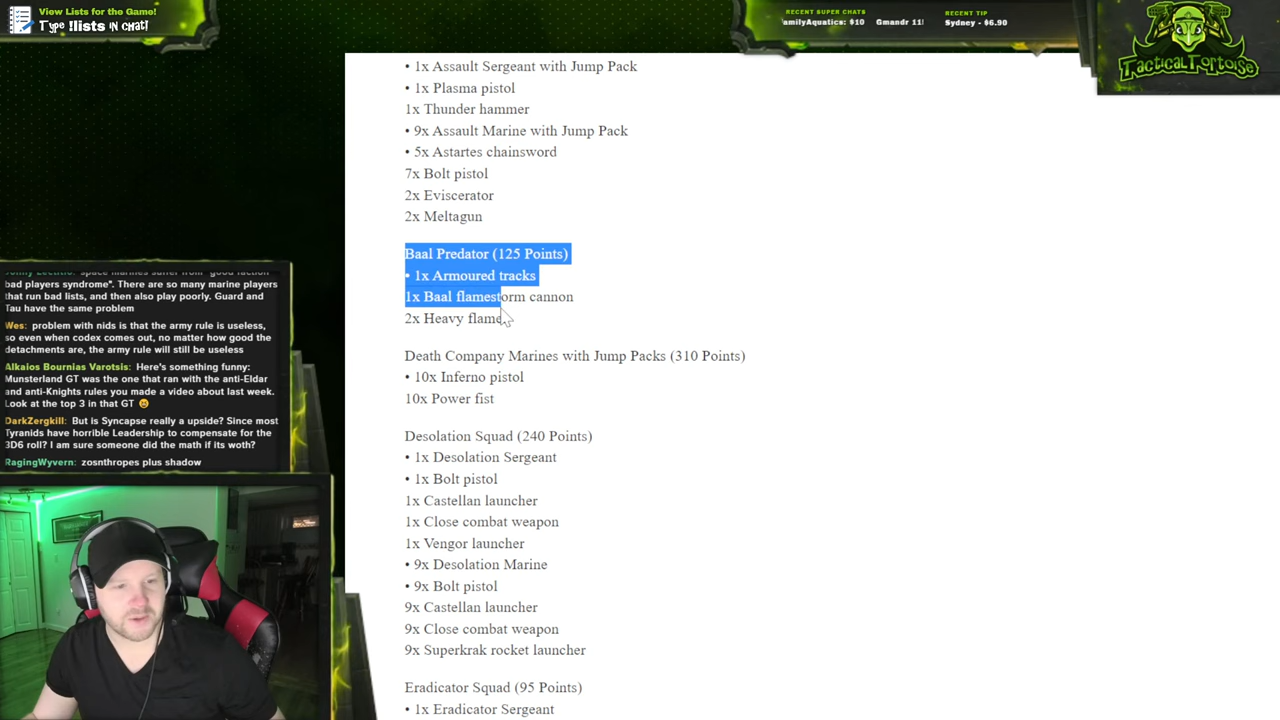 View Lists for the Game!
Type !lists in chat!
RECENT SUPER CHATS
amilyAquatics: $10 Gmandr 11
RECENT TIP
Sydney - $6.90
TACTICALTORTOISE
• 1x Assault Sergeant with Jump Pack
• 1x Plasma pistol
1x Thunder hammer
• 9x Assault Marine with Jump Pack
• 5x Astartes chainsword
7x Bolt pistol
2x Eviscerator
2x Meltagun
Baal Predator (125 Points)
• 1x Armoured tracks
1x Baal flamestorm cannon
2x Heavy flame
Death Company Marines with Jump Packs (310 Points)
• 10x Inferno pistol
10x Power fist
Desolation Squad (240 Points)
• 1x Desolation Sergeant
• 1x Bolt pistol
1x Castellan launcher
1x Close combat weapon
1x Vengor launcher
• 9x Desolation Marine
• 9x Bolt pistol
9x Castellan launcher
9x Close combat weapon
9x Superkrak rocket launcher
Eradicator Squad (95 Points)
• 1x Eradicator Sergeant
space marines suffer from "good faction
bad players syndrome". There are so many marine players
that run bad lists, and then also play poorly. Guard and
Tau have the same problem
Wes: problem with nids is that the army rule is useless,
so even when codex comes out, no matter how good the
detachments are, the army rule will still be useless
Alkaios Bournias Varotsis: Here's something funny:
Munsterland GT was the one that ran with the anti-Eldar
and anti-Knights rules you made a video about last week.
Look at the top 3 in that GT 😆
DarkZergkill: But is Syncapse really a upside? Since most
Tyranids have horrible Leadership to compensate for the
3D6 roll? I am sure someone did the math if its woth?
RagingWyvern: zosnthropes plus shadow